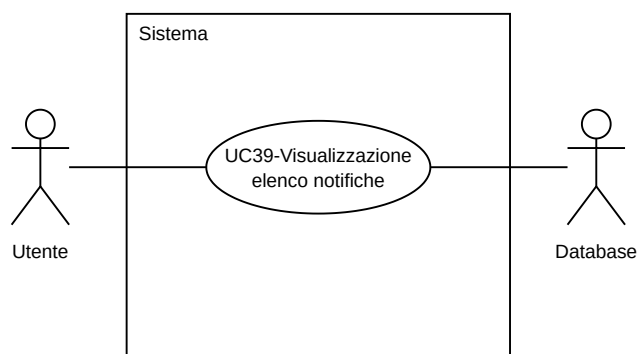 Sistema
UC39-Visualizzazione
elenco notifiche
Utente
Database